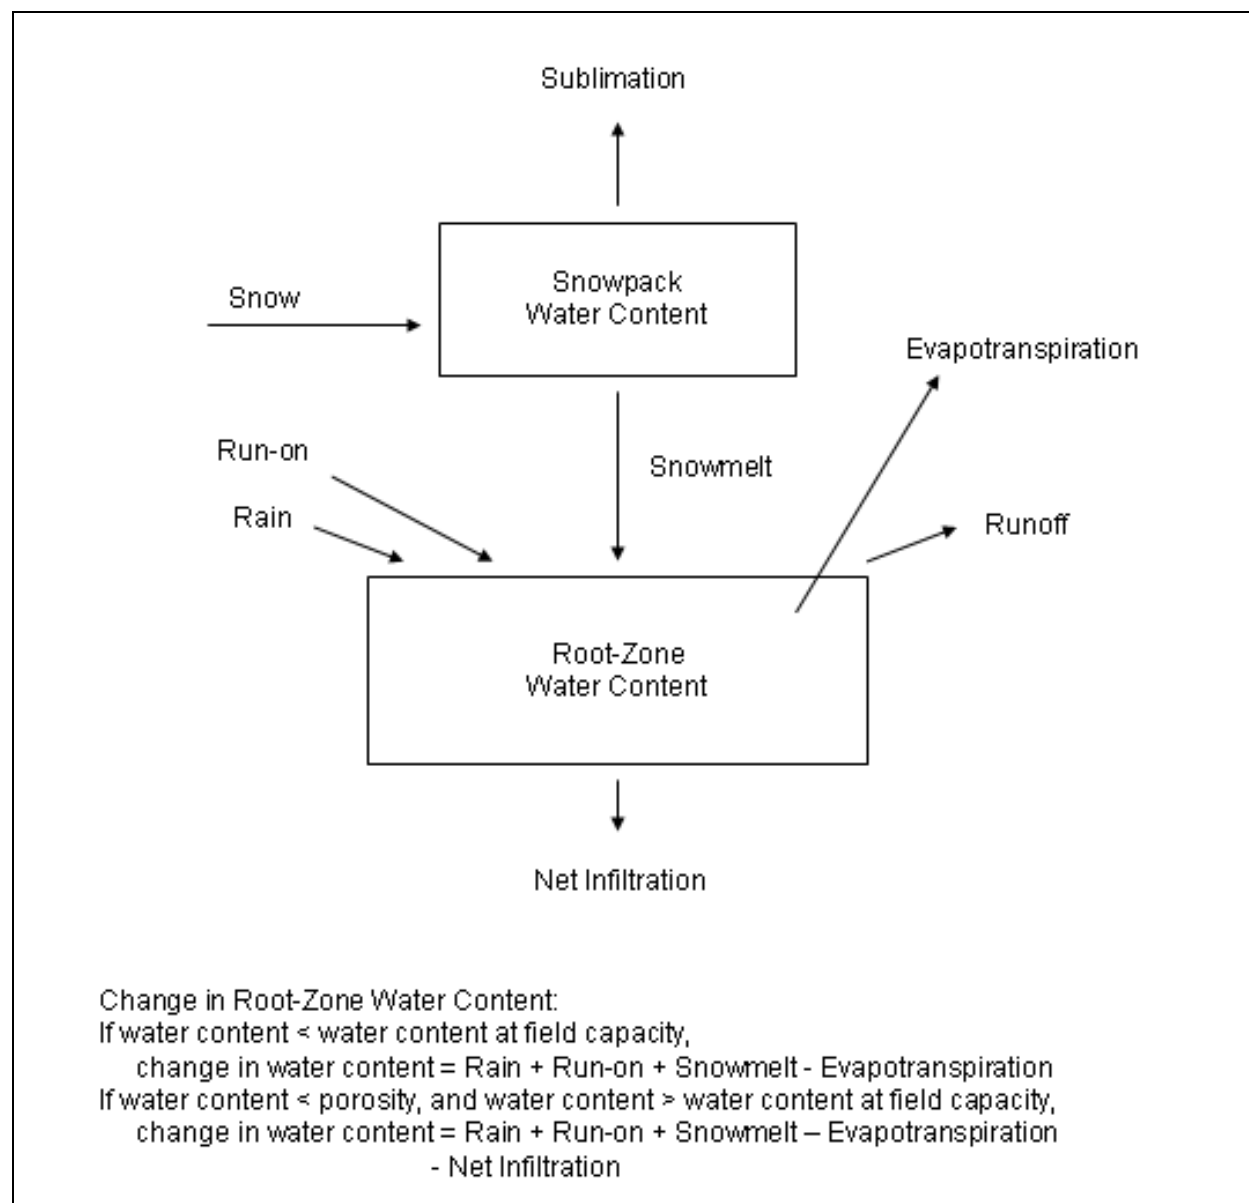 Sublimation
Snowpack
Water Content
Snow
Evapotranspiration
Run-on
Snowmelt
Rain
Runoff
Root-Zone
Water Content
Net Infiltration
Change in Root-Zone Water Content:
If water content < water content at field capacity,
change in water content = Rain + Run-on + Snowmelt - Evapotranspiration
If water content < porosity, and water content > water content at field capacity,
change in water content = Rain + Run-on + Snowmelt – Evapotranspiration
- Net Infiltration